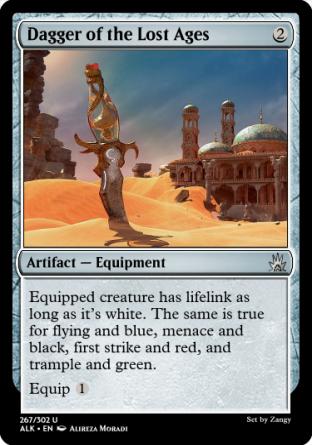 Dagger of the Lost Ages 2
Artifact — Equipment
Equipped creature has lifelink as
long as it's white. The same is true
for flying and blue, menace and
black, first strike and red, and
trample and green.
Equip 1
267/302 U
Set by Zangy
ALK • EN Alireza Moradi